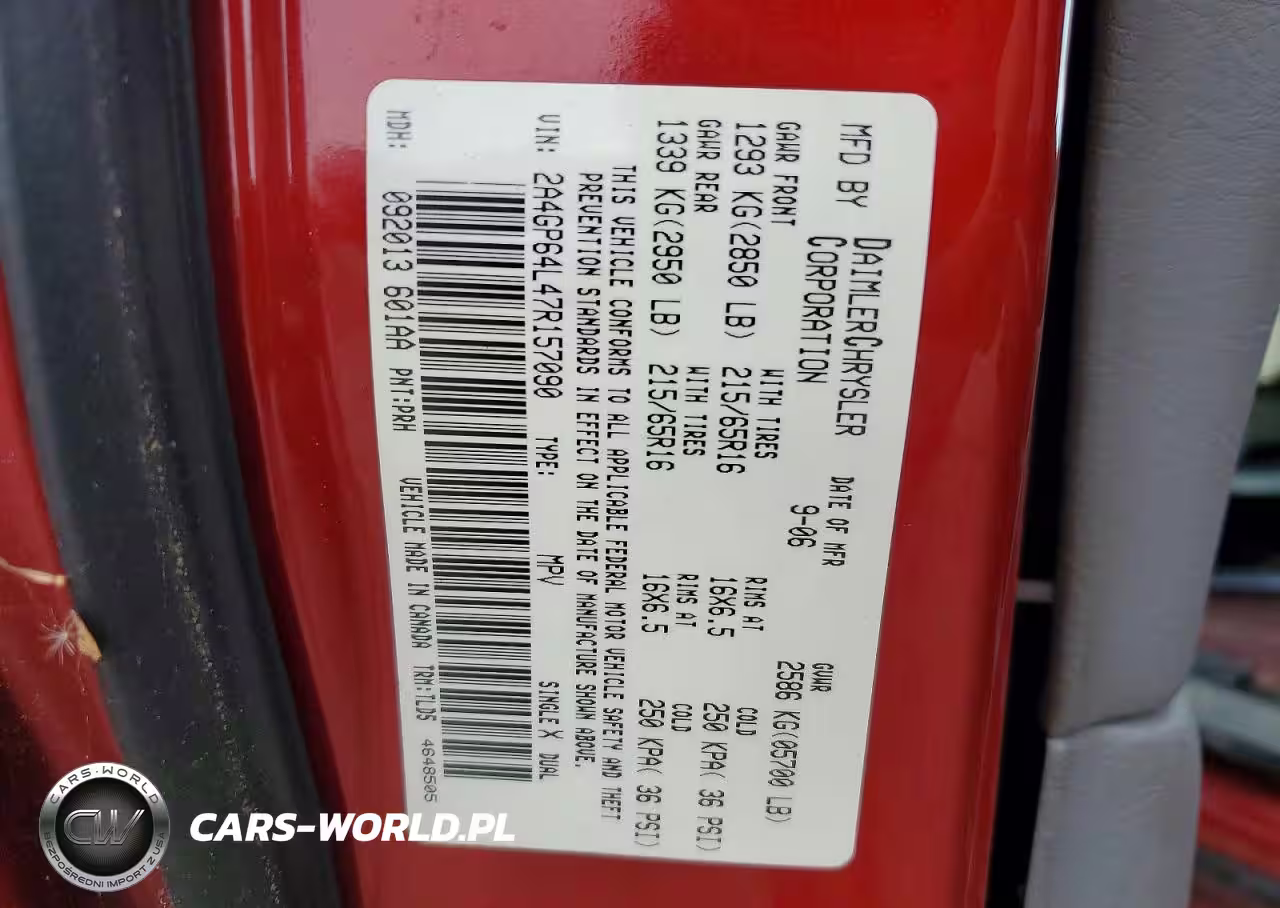 MFD BY DAIMLERCHRYSLER CORPORATION
DATE OF MFR 9-06
GVWR 2586 KG(05700 LB)
GAWR FRONT WITH TIRES RIMS AT COLD
1293 KG(2850 LB) 215/65R16 16X6.5 250 KPA( 36 PSI)
GAWR REAR WITH TIRES RIMS AT COLD
1339 KG(2950 LB) 215/65R16 16X6.5 250 KPA( 36 PSI)
THIS VEHICLE CONFORMS TO ALL APPLICABLE FEDERAL MOTOR VEHICLE SAFETY AND THEFT
PREVENTION STANDARDS IN EFFECT ON THE DATE OF MANUFACTURE SHOWN ABOVE.
VIN: 2A4GP64L47R157090 TYPE: MPV SINGLE X DUAL
MDH: 092013 601AA PNT:PRH VEHICLE MADE IN CANADA TRM:TLD5 4648505
CARS-WORLD
CW
BEZPOŚREDNI IMPORT Z USA
CARS-WORLD.PL